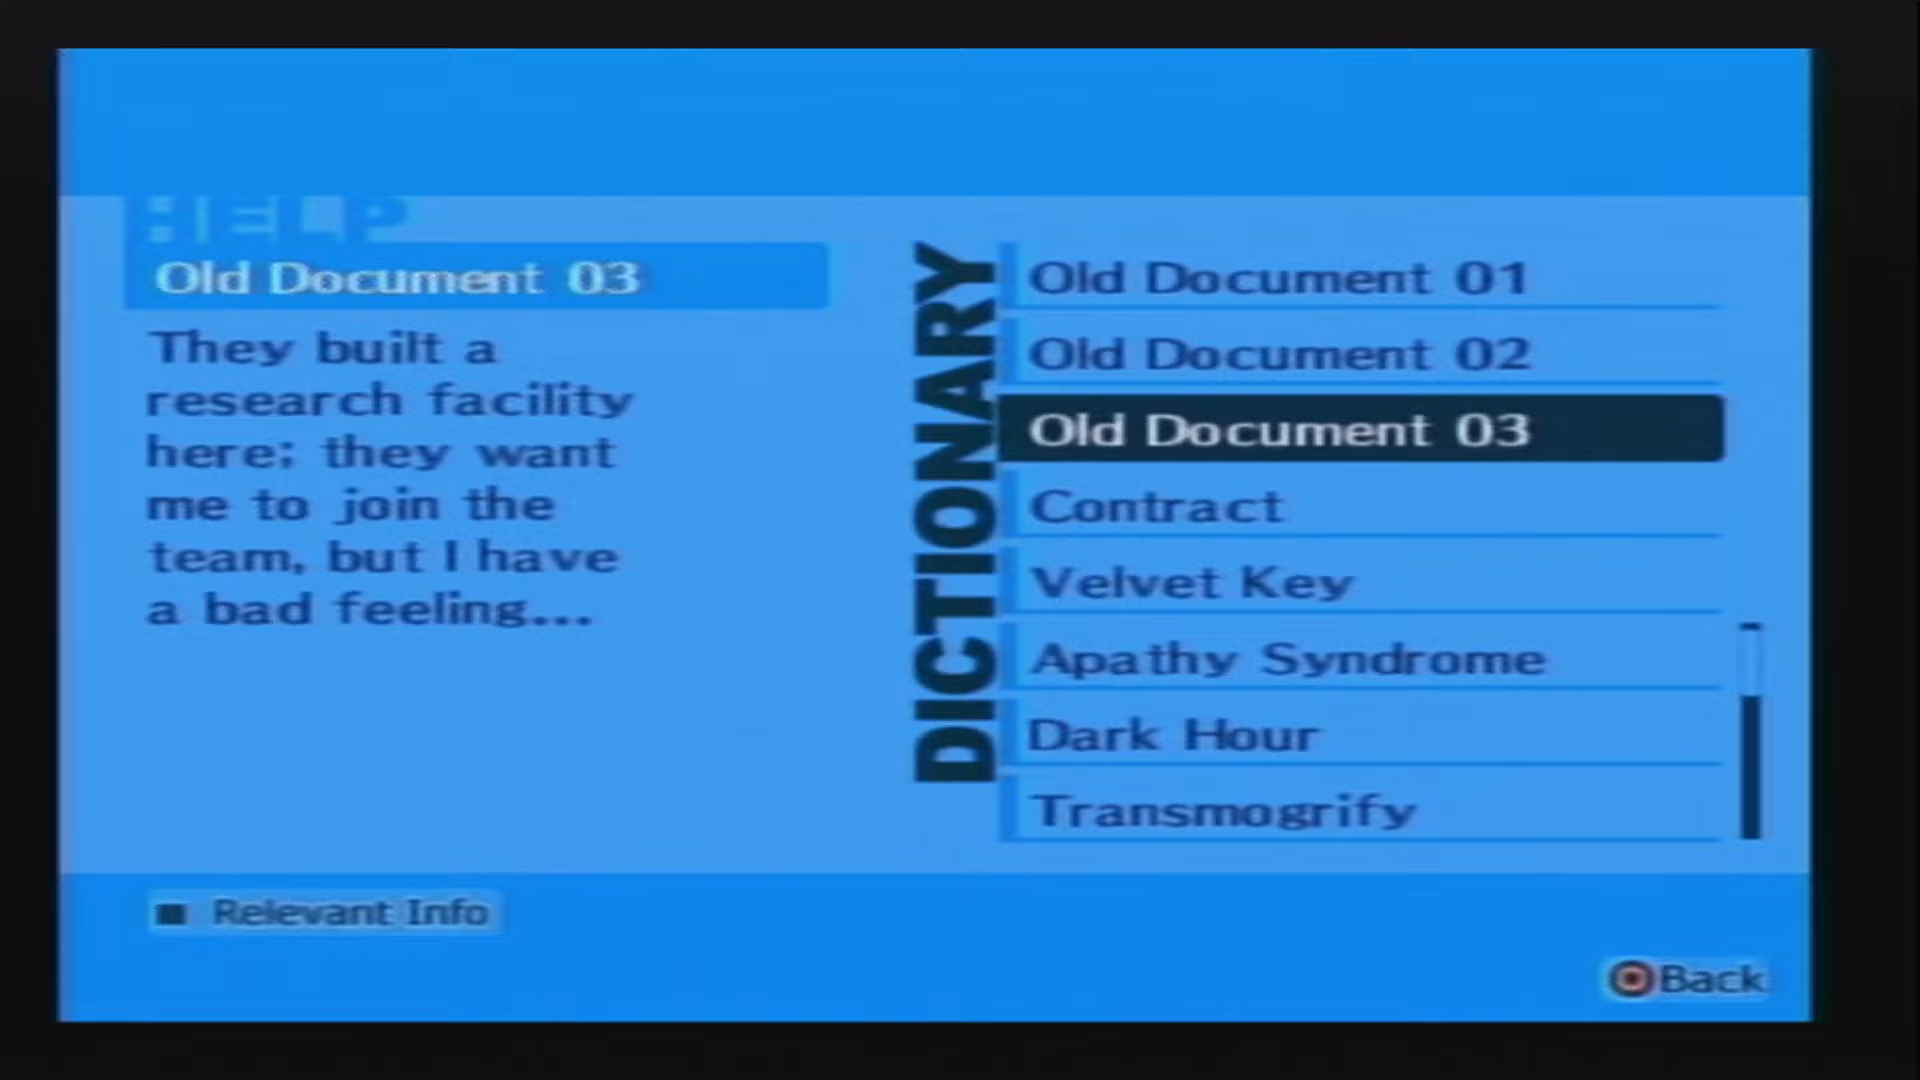 HELP
Old Document 03
They built a
research facility
here; they want
me to join the
team, but I have
a bad feeling...
DICTIONARY
Old Document 01
Old Document 02
Old Document 03
Contract
Velvet Key
Apathy Syndrome
Dark Hour
Transmogrify
Relevant Info
Back